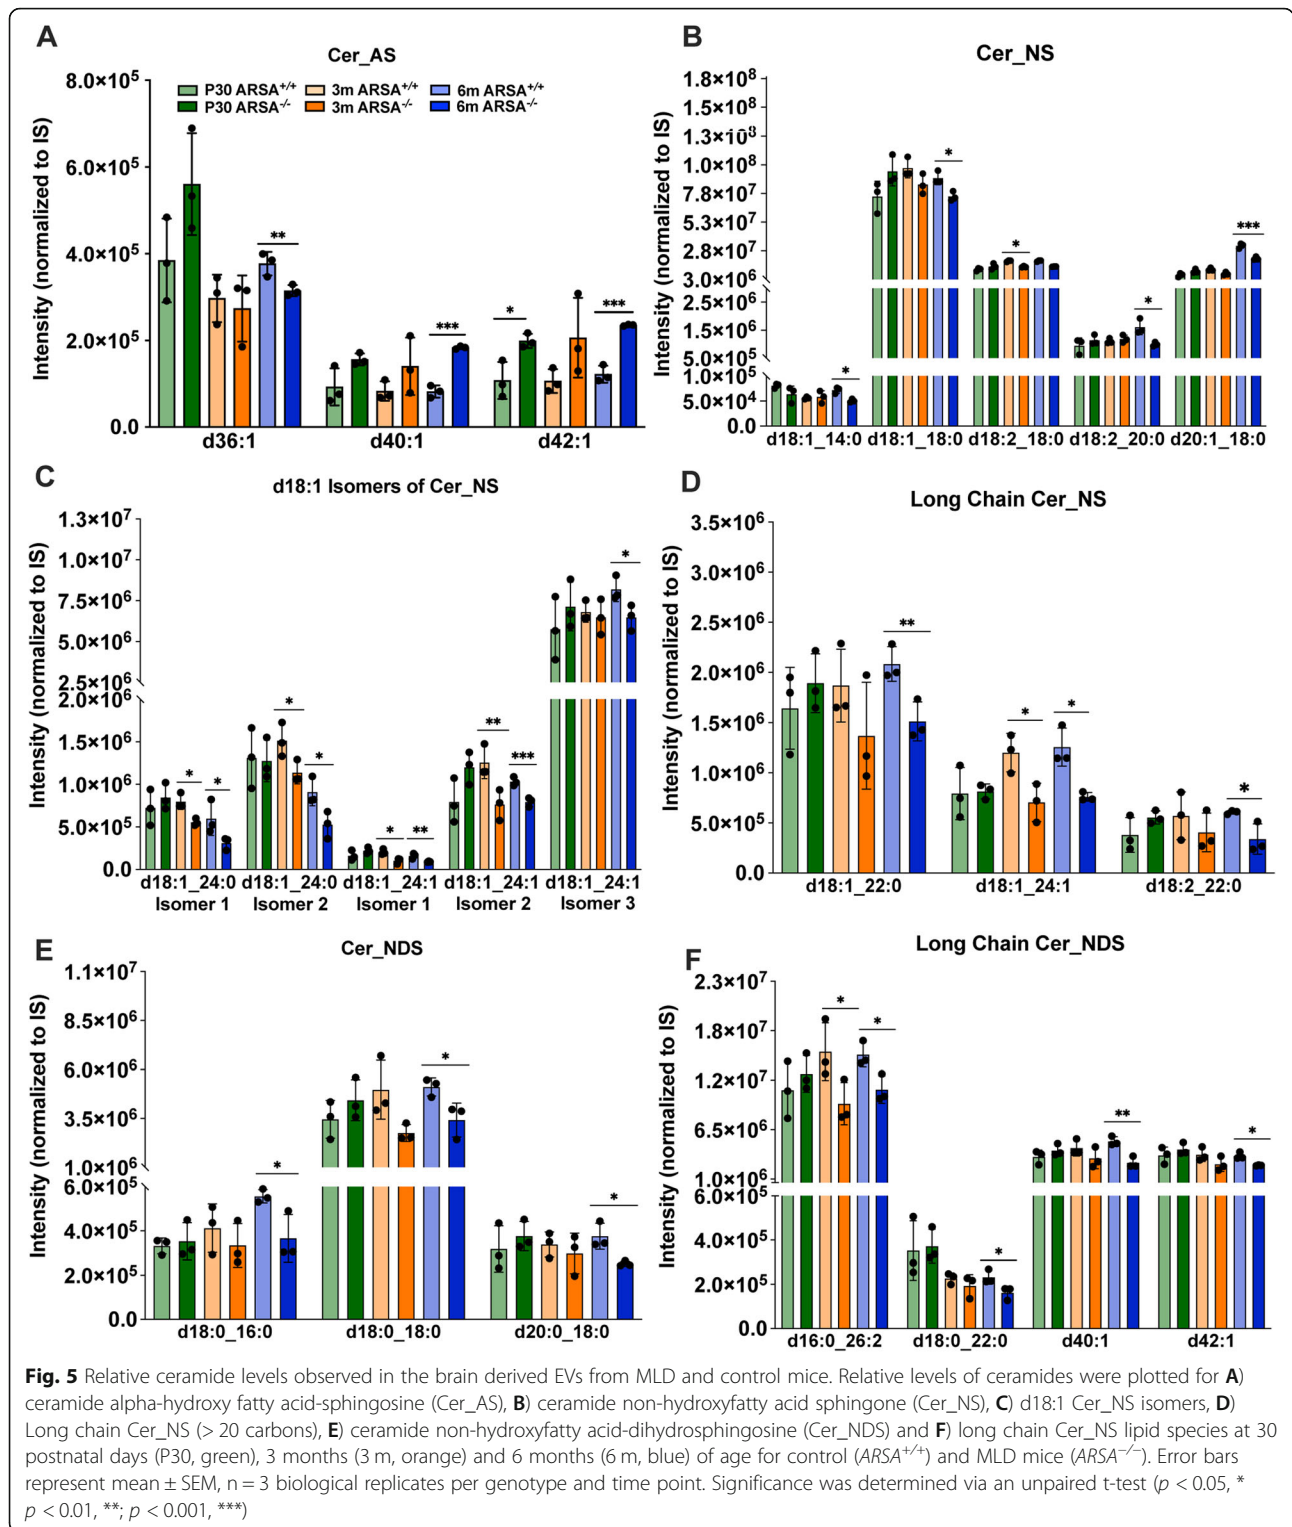 A
Cer_AS
Intensity (normalized to IS)
8.0×10⁵
6.0×10⁵
4.0×10⁵
2.0×10⁵
0.0
P30 ARSA⁺/⁺ 3m ARSA⁺/⁺ 6m ARSA⁺/⁺
P30 ARSA⁻/⁻ 3m ARSA⁻/⁻ 6m ARSA⁻/⁻
** *** * ***
d36:1 d40:1 d42:1
B
Cer_NS
Intensity (normalized to IS)
1.8×10⁸
1.5×10⁸
1.3×10⁸
1.0×10⁸
7.8×10⁷
5.3×10⁷
2.8×10⁷
3.0×10⁶
2.5×10⁶
1.5×10⁶
5.0×10⁵
1.0×10⁵
5.0×10⁴
0.0
* * * * ***
d18:1_14:0 d18:1_18:0 d18:2_18:0 d18:2_20:0 d20:1_18:0
C
d18:1 Isomers of Cer_NS
Intensity (normalized to IS)
1.3×10⁷
1.0×10⁷
7.5×10⁶
5.0×10⁶
2.5×10⁶
2.0×10⁶
1.5×10⁶
1.0×10⁶
5.0×10⁵
0.0
* * * * * ** ** *** *
d18:1_24:0 d18:1_24:0 d18:1_24:1 d18:1_24:1 d18:1_24:1
Isomer 1 Isomer 2 Isomer 1 Isomer 2 Isomer 3
D
Long Chain Cer_NS
Intensity (normalized to IS)
3.5×10⁶
3.0×10⁶
2.5×10⁶
2.0×10⁶
1.5×10⁶
1.0×10⁶
5.0×10⁵
0.0
** * * *
d18:1_22:0 d18:1_24:1 d18:2_22:0
E
Cer_NDS
Intensity (normalized to IS)
1.1×10⁷
8.5×10⁶
6.0×10⁶
3.5×10⁶
1.0×10⁶
6.0×10⁵
4.0×10⁵
2.0×10⁵
0.0
* * *
d18:0_16:0 d18:0_18:0 d20:0_18:0
F
Long Chain Cer_NDS
Intensity (normalized to IS)
2.3×10⁷
1.8×10⁷
1.2×10⁷
6.5×10⁶
1.0×10⁶
6.0×10⁵
4.0×10⁵
2.0×10⁵
0.0
* * * ** *
d16:0_26:2 d18:0_22:0 d40:1 d42:1
Fig. 5 Relative ceramide levels observed in the brain derived EVs from MLD and control mice. Relative levels of ceramides were plotted for A)
ceramide alpha-hydroxy fatty acid-sphingosine (Cer_AS), B) ceramide non-hydroxyfatty acid sphingone (Cer_NS), C) d18:1 Cer_NS isomers, D)
Long chain Cer_NS (> 20 carbons), E) ceramide non-hydroxyfatty acid-dihydrosphingosine (Cer_NDS) and F) long chain Cer_NS lipid species at 30
postnatal days (P30, green), 3 months (3 m, orange) and 6 months (6 m, blue) of age for control (ARSA⁺/⁺) and MLD mice (ARSA⁻/⁻). Error bars
represent mean ± SEM, n = 3 biological replicates per genotype and time point. Significance was determined via an unpaired t-test (p < 0.05, *
p < 0.01, **; p < 0.001, ***)